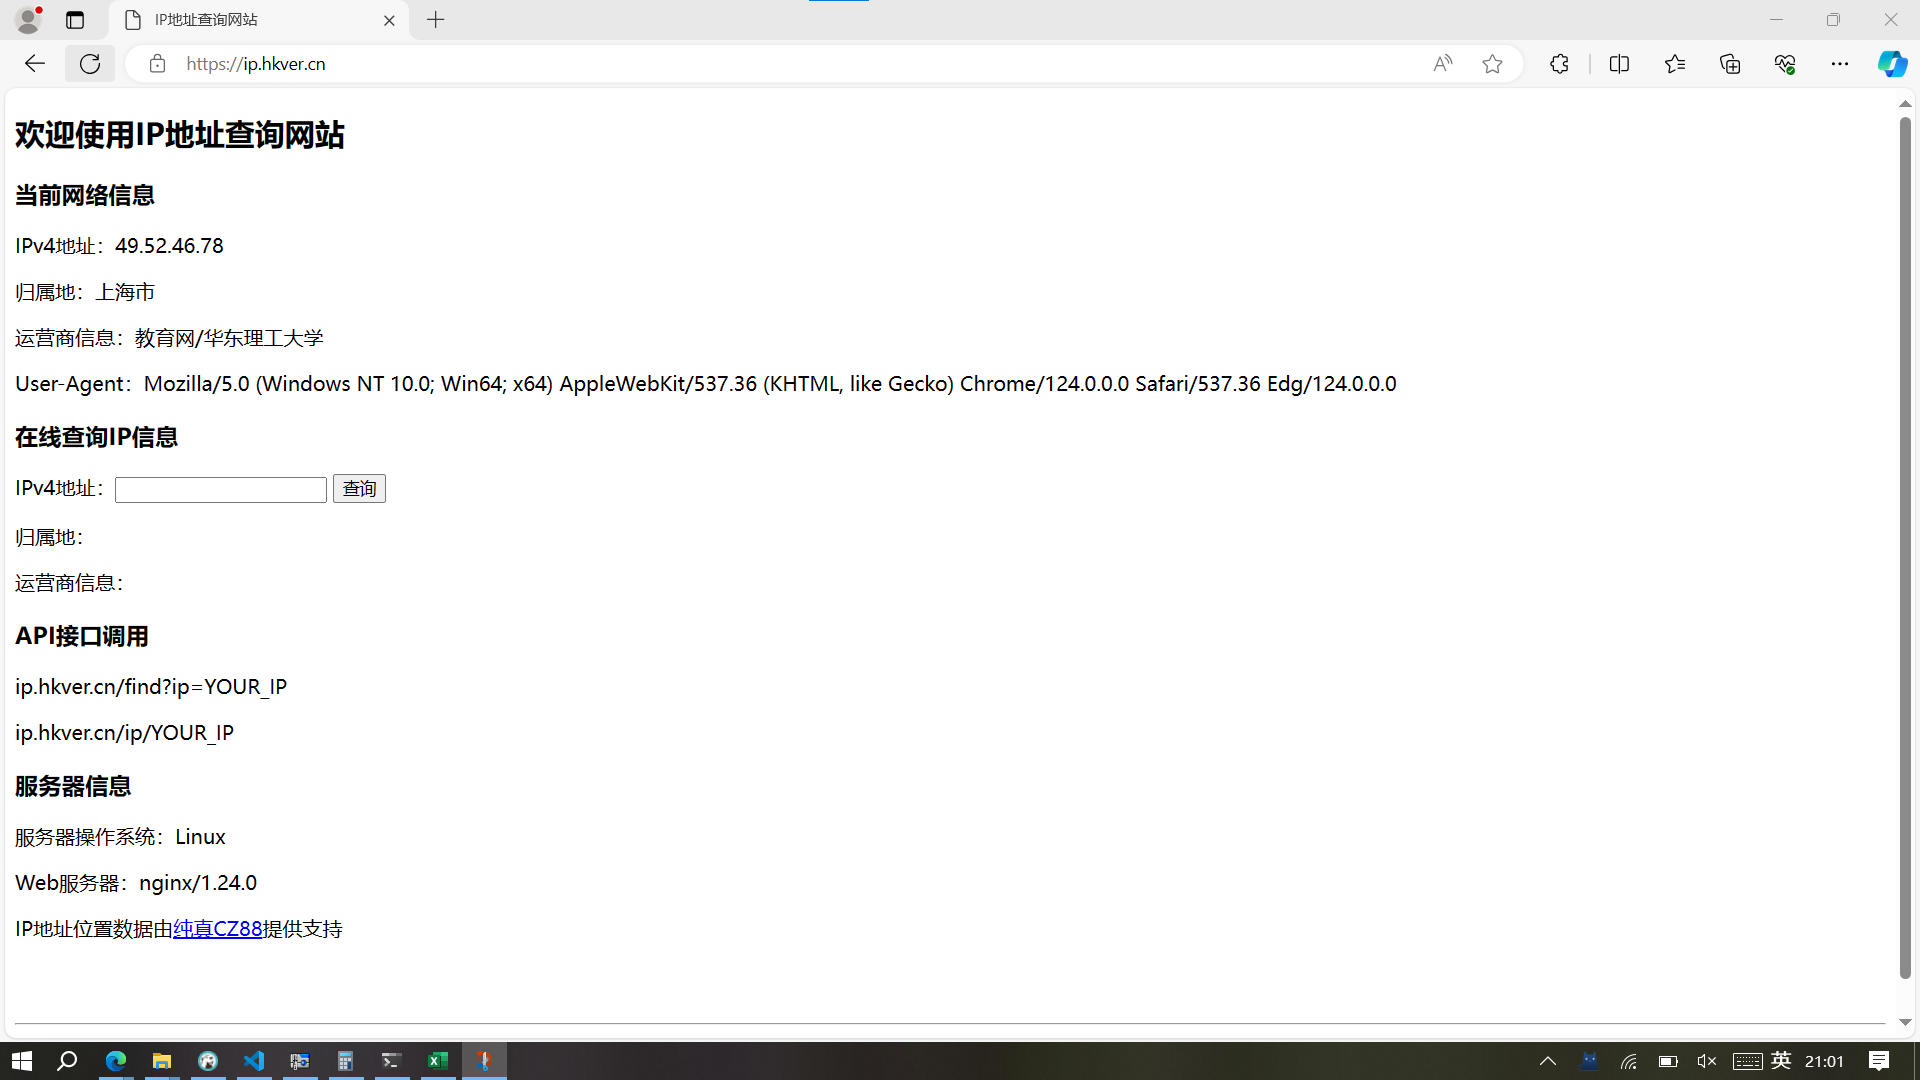 IP地址查询网站
https://ip.hkver.cn
欢迎使用IP地址查询网站
当前网络信息
IPv4地址：49.52.46.78
归属地：上海市
运营商信息：教育网/华东理工大学
User-Agent：Mozilla/5.0 (Windows NT 10.0; Win64; x64) AppleWebKit/537.36 (KHTML, like Gecko) Chrome/124.0.0.0 Safari/537.36 Edg/124.0.0.0
在线查询IP信息
IPv4地址： 查询
归属地：
运营商信息：
API接口调用
ip.hkver.cn/find?ip=YOUR_IP
ip.hkver.cn/ip/YOUR_IP
服务器信息
服务器操作系统：Linux
Web服务器：nginx/1.24.0
IP地址位置数据由纯真CZ88提供支持
英 21:01